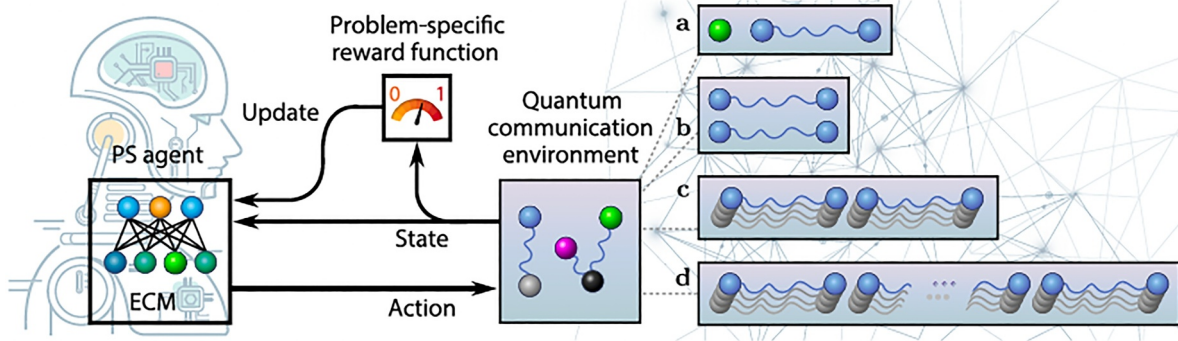 Problem-specific
reward function
0 1
Update
PS agent
ECM
State
Action
Quantum
communication
environment
a
b
c
d